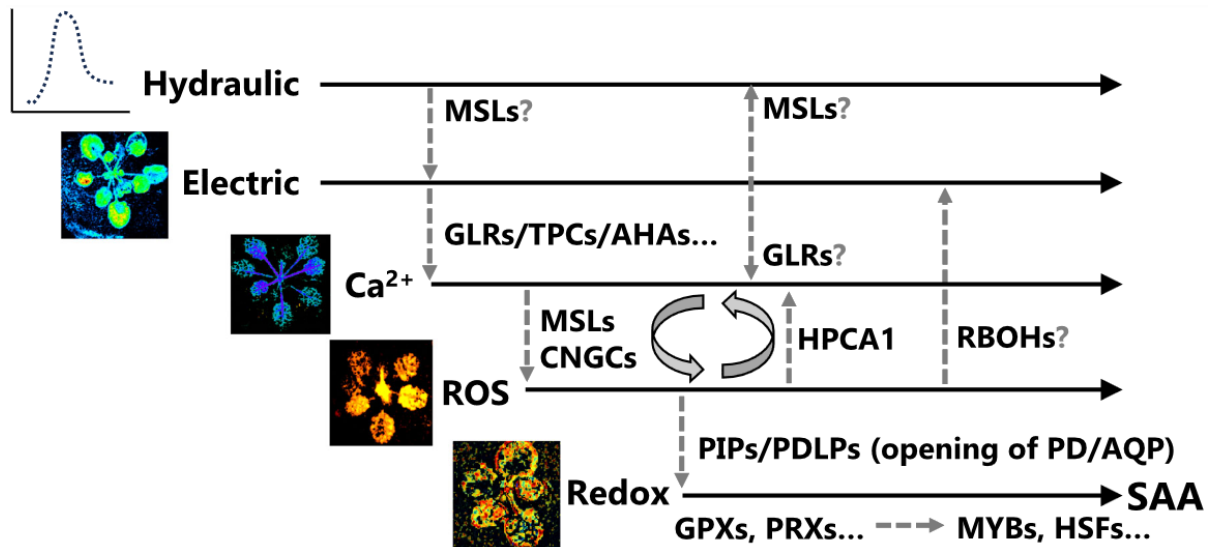 Hydraulic
MSLs?
MSLs?
Electric
GLRs/TPCs/AHAs...
GLRs?
Ca²⁺
MSLs
CNGCs
HPCA1
RBOHs?
ROS
PIPs/PDLPs (opening of PD/AQP)
Redox
SAA
GPXs, PRXs...
MYBs, HSFs...